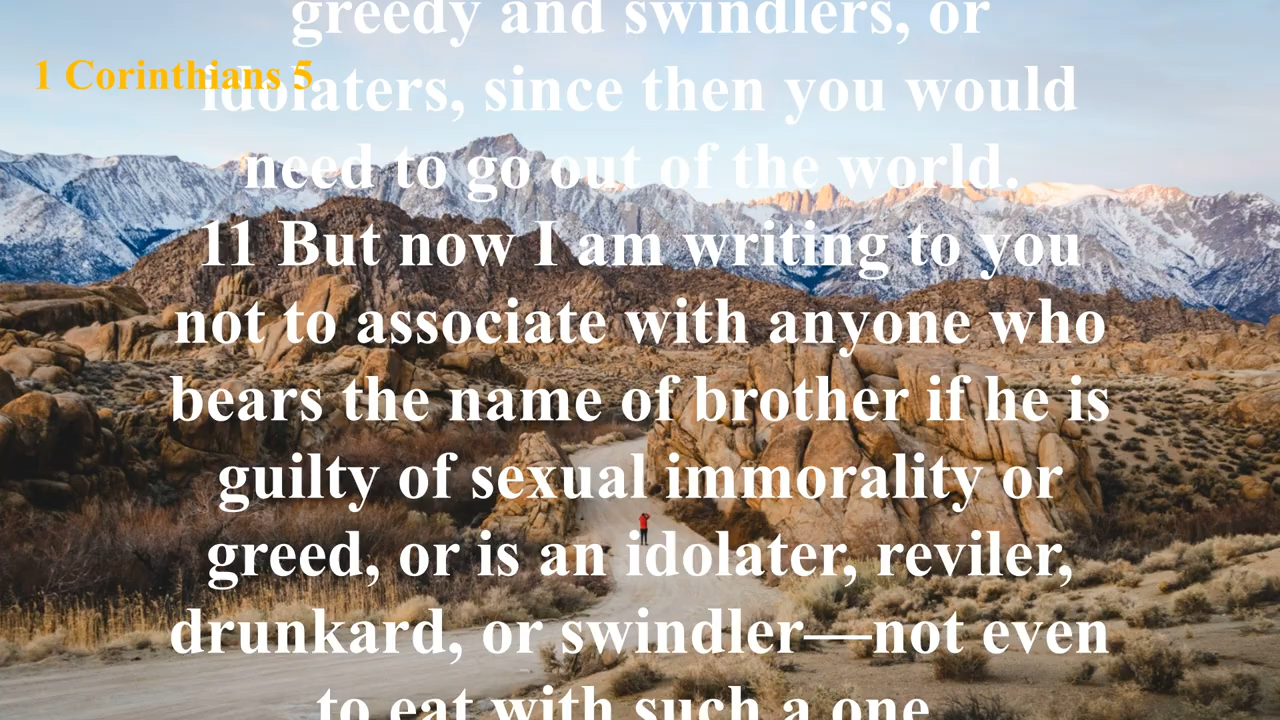 greedy and swindlers, or
1 Corinthians 5
idolaters, since then you would
need to go out of the world.
11 But now I am writing to you
not to associate with anyone who
bears the name of brother if he is
guilty of sexual immorality or
greed, or is an idolater, reviler,
drunkard, or swindler—not even
to eat with such a one